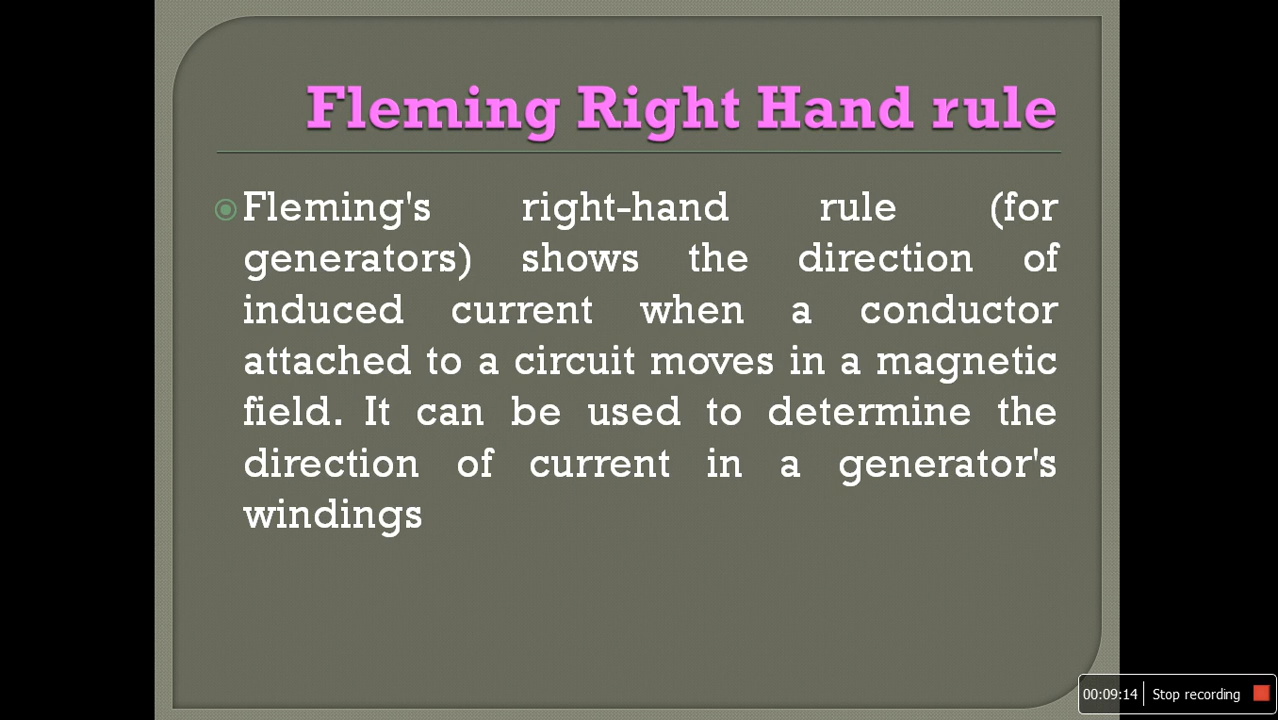 Fleming Right Hand rule
Fleming's right-hand rule (for
generators) shows the direction of
induced current when a conductor
attached to a circuit moves in a magnetic
field. It can be used to determine the
direction of current in a generator's
windings
00:09:14 Stop recording